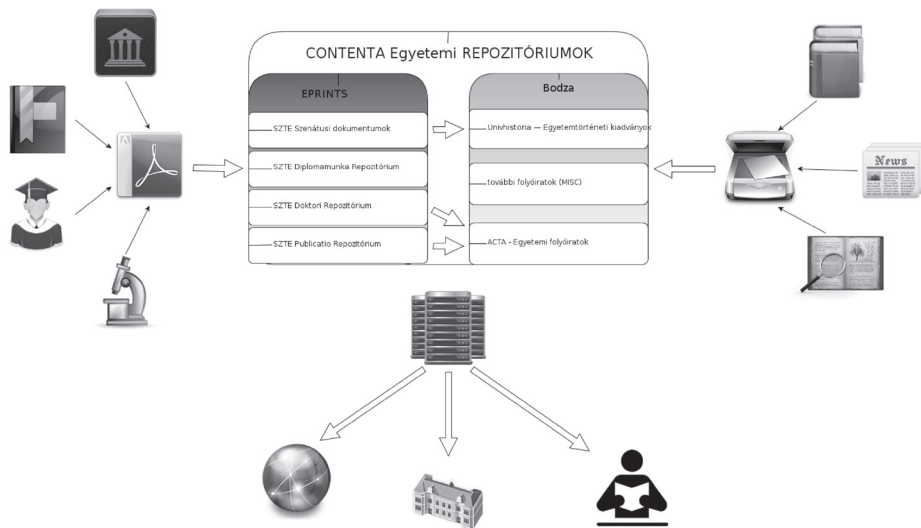 CONTENTA Egyetemi REPOZITÓRIUMOK
EPRINTS
SZTE Szenátusi dokumentumok
SZTE Diplomamunka Repozitórium
SZTE Doktori Repozitórium
SZTE Publicatio Repozitórium
Bodza
Univhistoria — Egyetemtörténeti kiadványok
további folyóiratok (MISC)
ACTA - Egyetemi folyóiratok
News